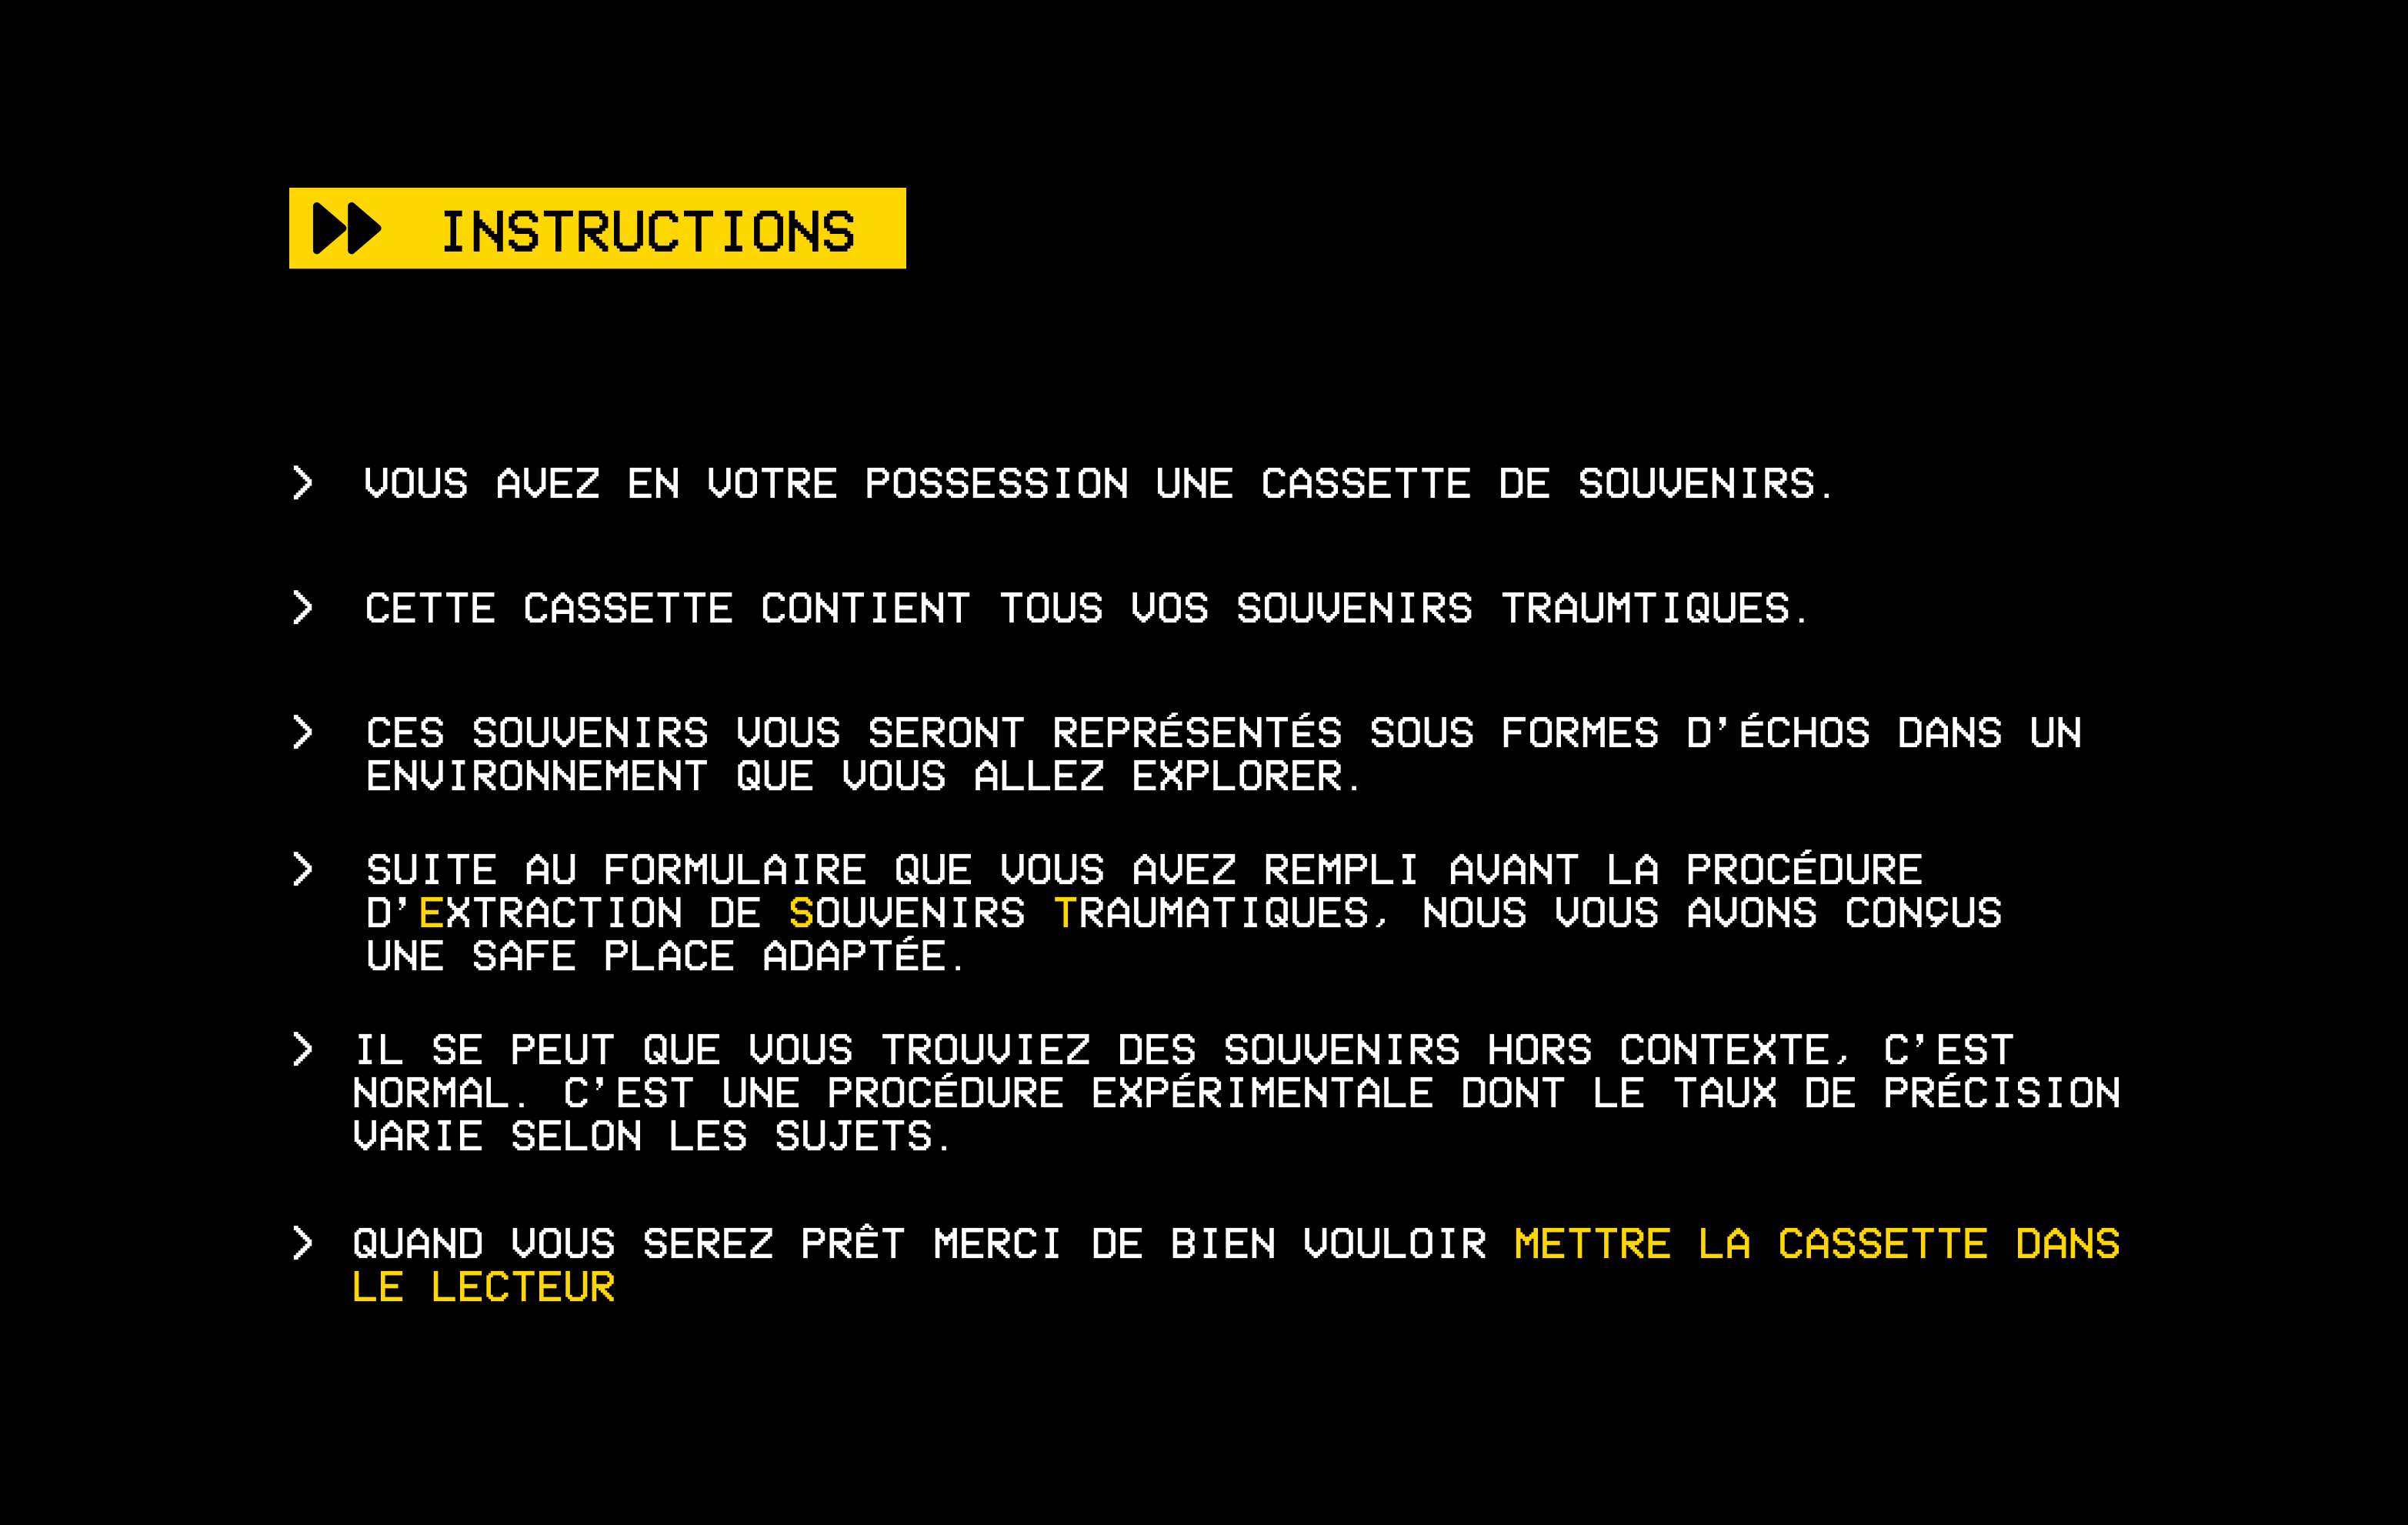 INSTRUCTIONS
> VOUS AVEZ EN VOTRE POSSESSION UNE CASSETTE DE SOUVENIRS.
> CETTE CASSETTE CONTIENT TOUS VOS SOUVENIRS TRAUMTIQUES.
> CES SOUVENIRS VOUS SERONT REPRÉSENTÉS SOUS FORMES D'ÉCHOS DANS UN
ENVIRONNEMENT QUE VOUS ALLEZ EXPLORER.
> SUITE AU FORMULAIRE QUE VOUS AVEZ REMPLI AVANT LA PROCÉDURE
D'EXTRACTION DE SOUVENIRS TRAUMATIQUES, NOUS VOUS AVONS CONÇUS
UNE SAFE PLACE ADAPTÉE.
> IL SE PEUT QUE VOUS TROUVIEZ DES SOUVENIRS HORS CONTEXTE, C'EST
NORMAL. C'EST UNE PROCÉDURE EXPÉRIMENTALE DONT LE TAUX DE PRÉCISION
VARIE SELON LES SUJETS.
> QUAND VOUS SEREZ PRÊT MERCI DE BIEN VOULOIR METTRE LA CASSETTE DANS
LE LECTEUR